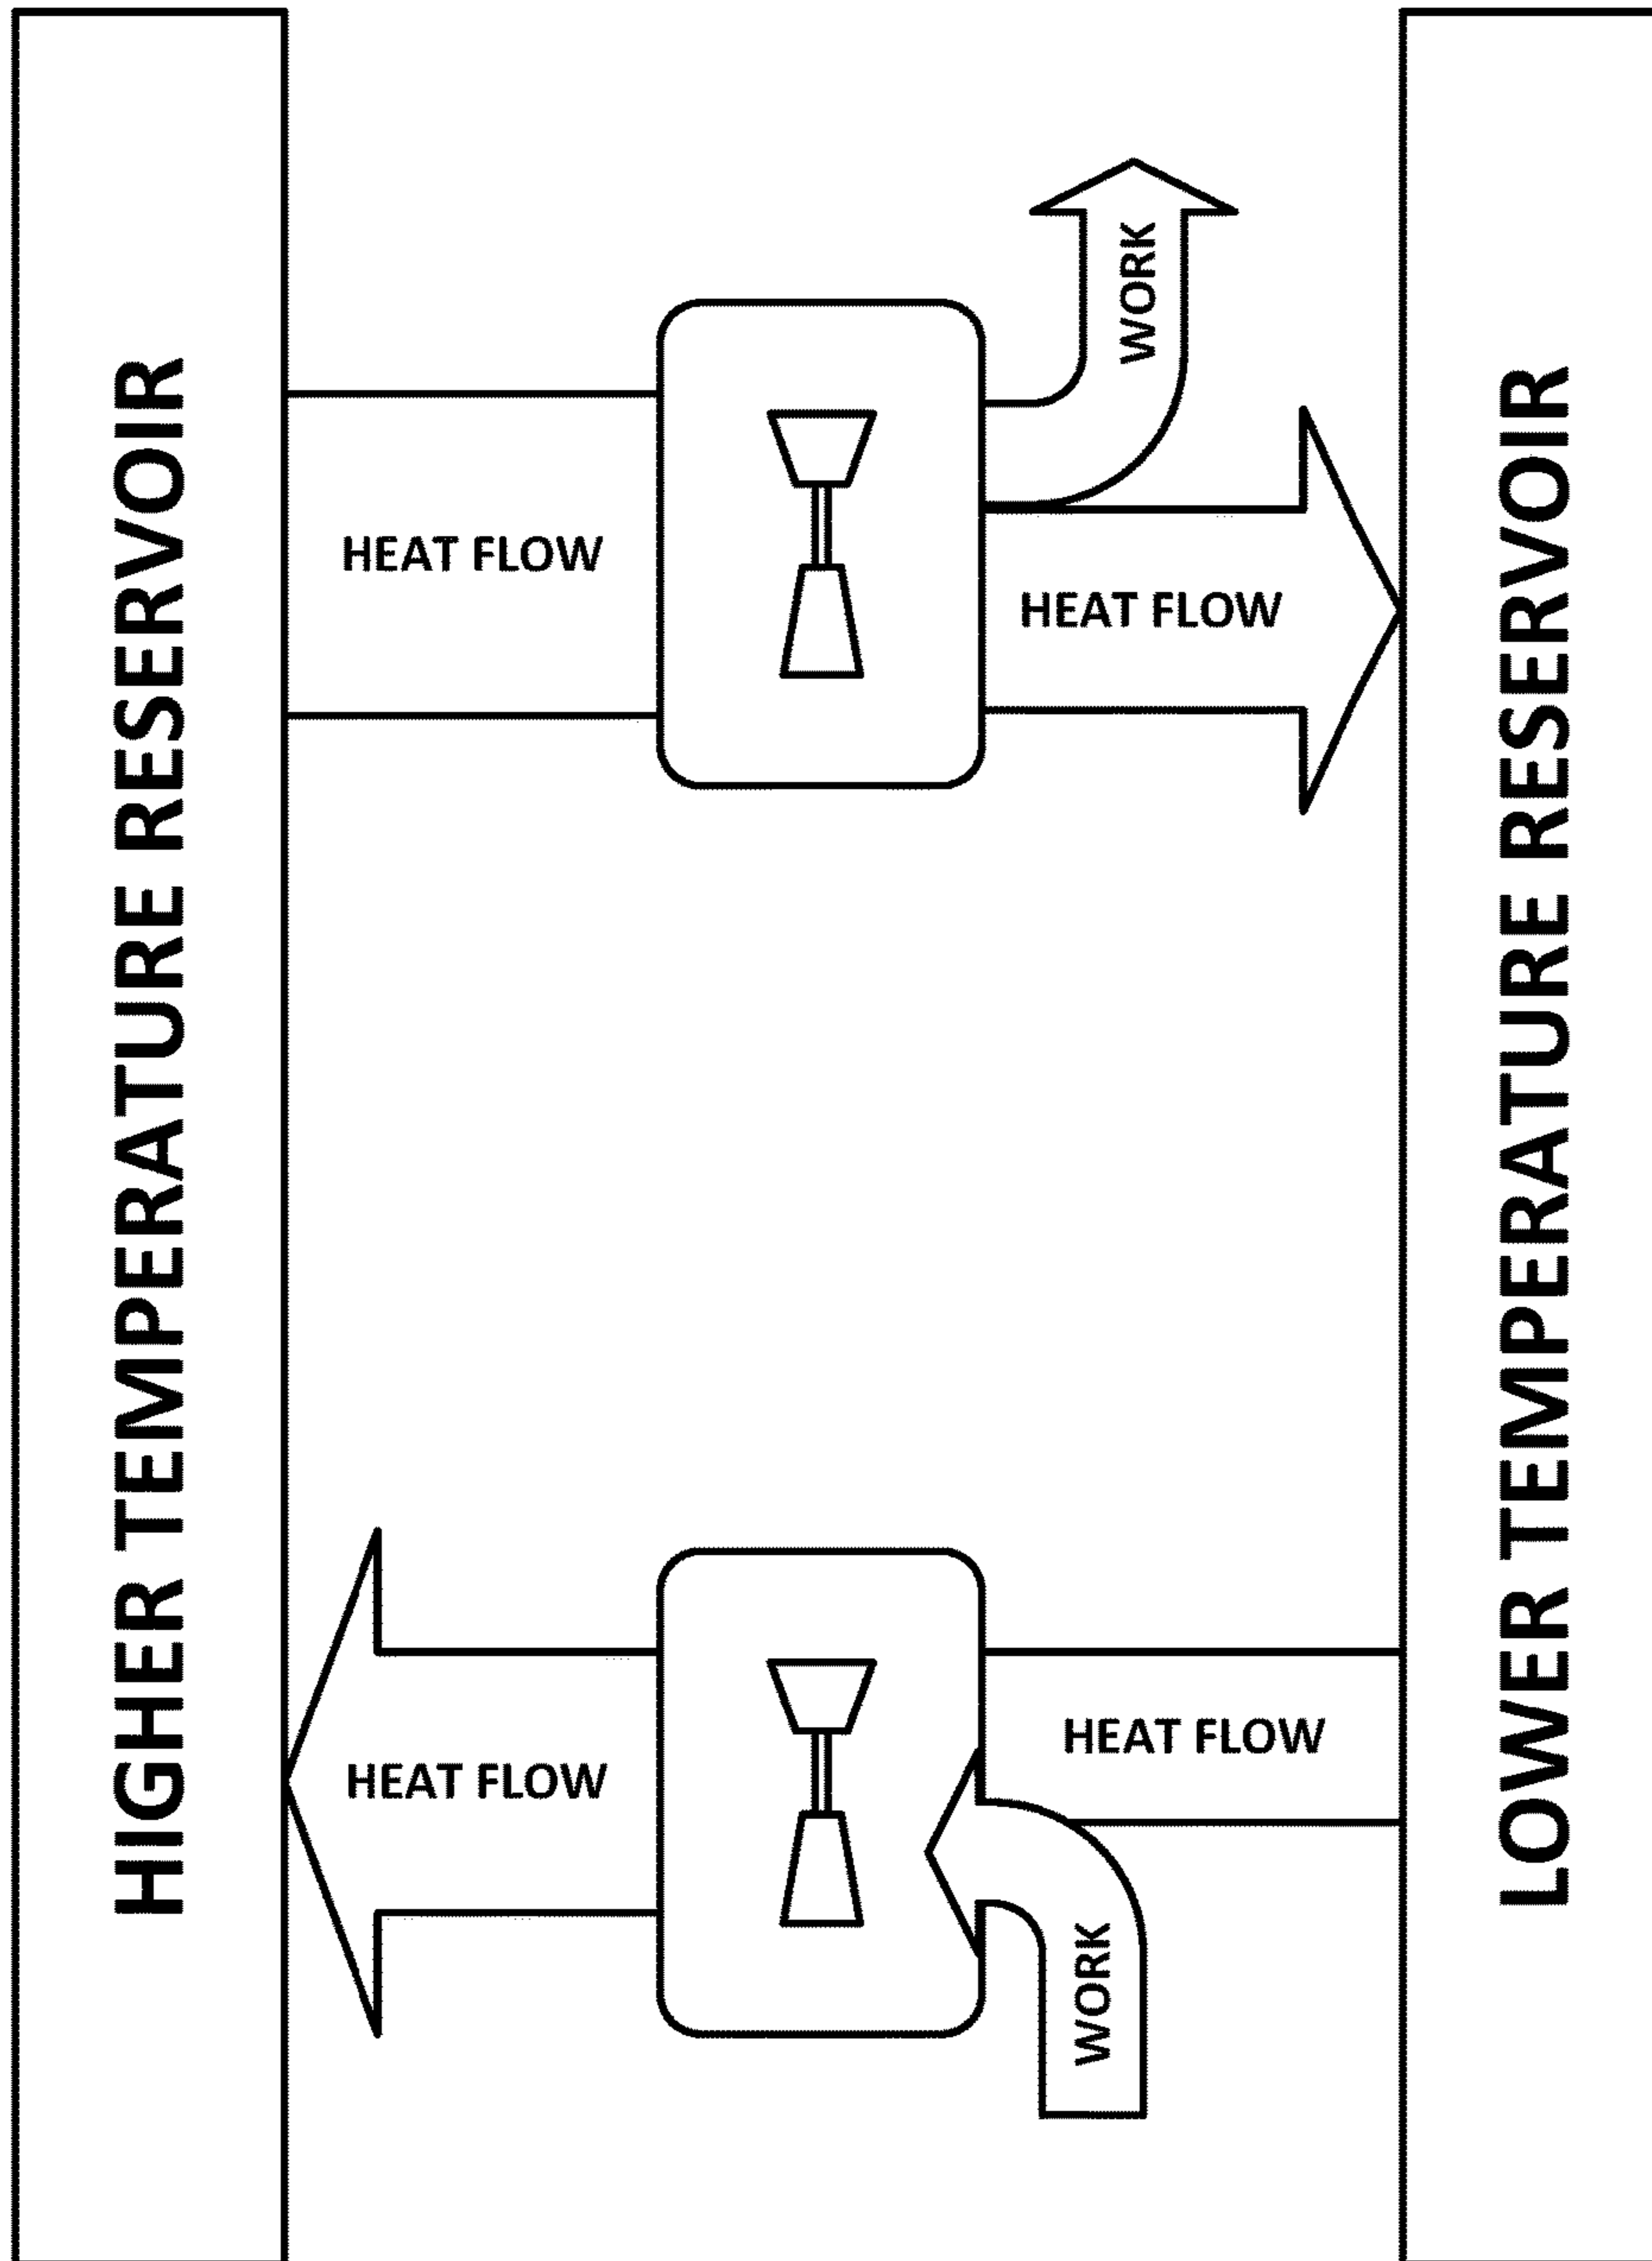 HIGHER TEMPERATURE RESERVOIR
HEAT FLOW
WORK
HEAT FLOW
LOWER TEMPERATURE RESERVOIR
HEAT FLOW
HEAT FLOW
WORK